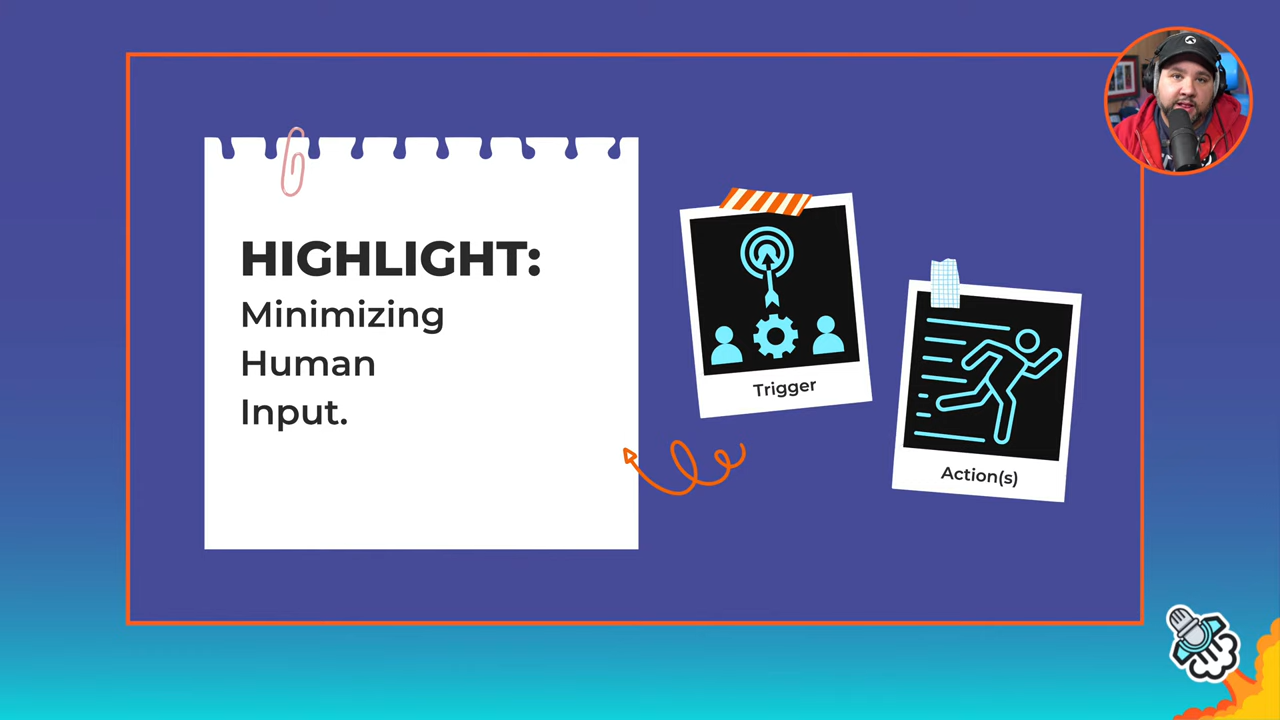 HIGHLIGHT:
Minimizing
Human
Input.
Trigger
Action(s)